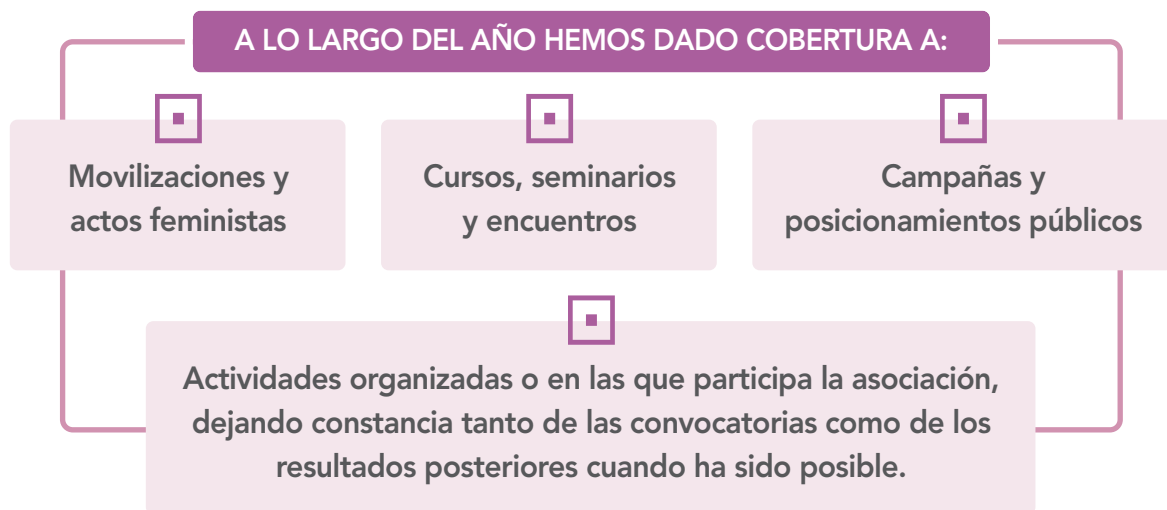 A LO LARGO DEL AÑO HEMOS DADO COBERTURA A:
Movilizaciones y
actos feministas
Cursos, seminarios
y encuentros
Campañas y
posicionamientos públicos
Actividades organizadas o en las que participa la asociación,
dejando constancia tanto de las convocatorias como de los
resultados posteriores cuando ha sido posible.